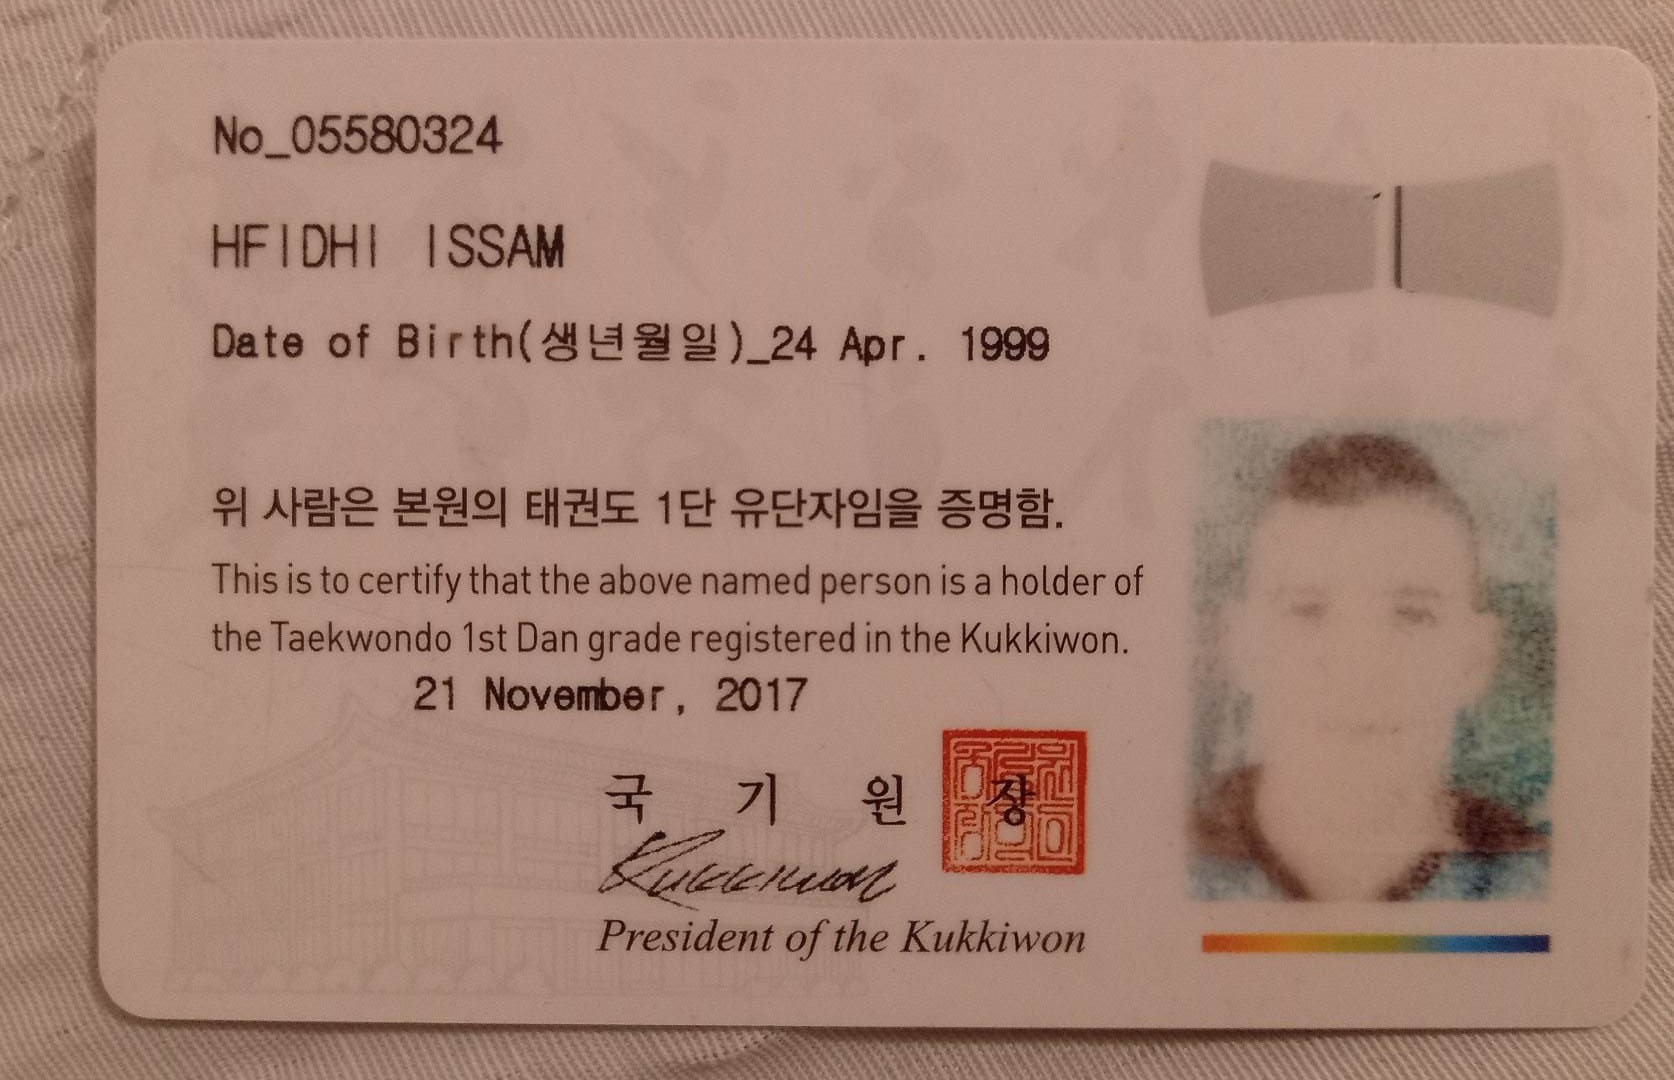 No_05580324
HFIDHI ISSAM
Date of Birth(생년월일)_24 Apr. 1999
위 사람은 본원의 태권도 1단 유단자임을 증명함.
This is to certify that the above named person is a holder of
the Taekwondo 1st Dan grade registered in the Kukkiwon.
21 November, 2017
국 기 원 장
Kukkiwon
President of the Kukkiwon